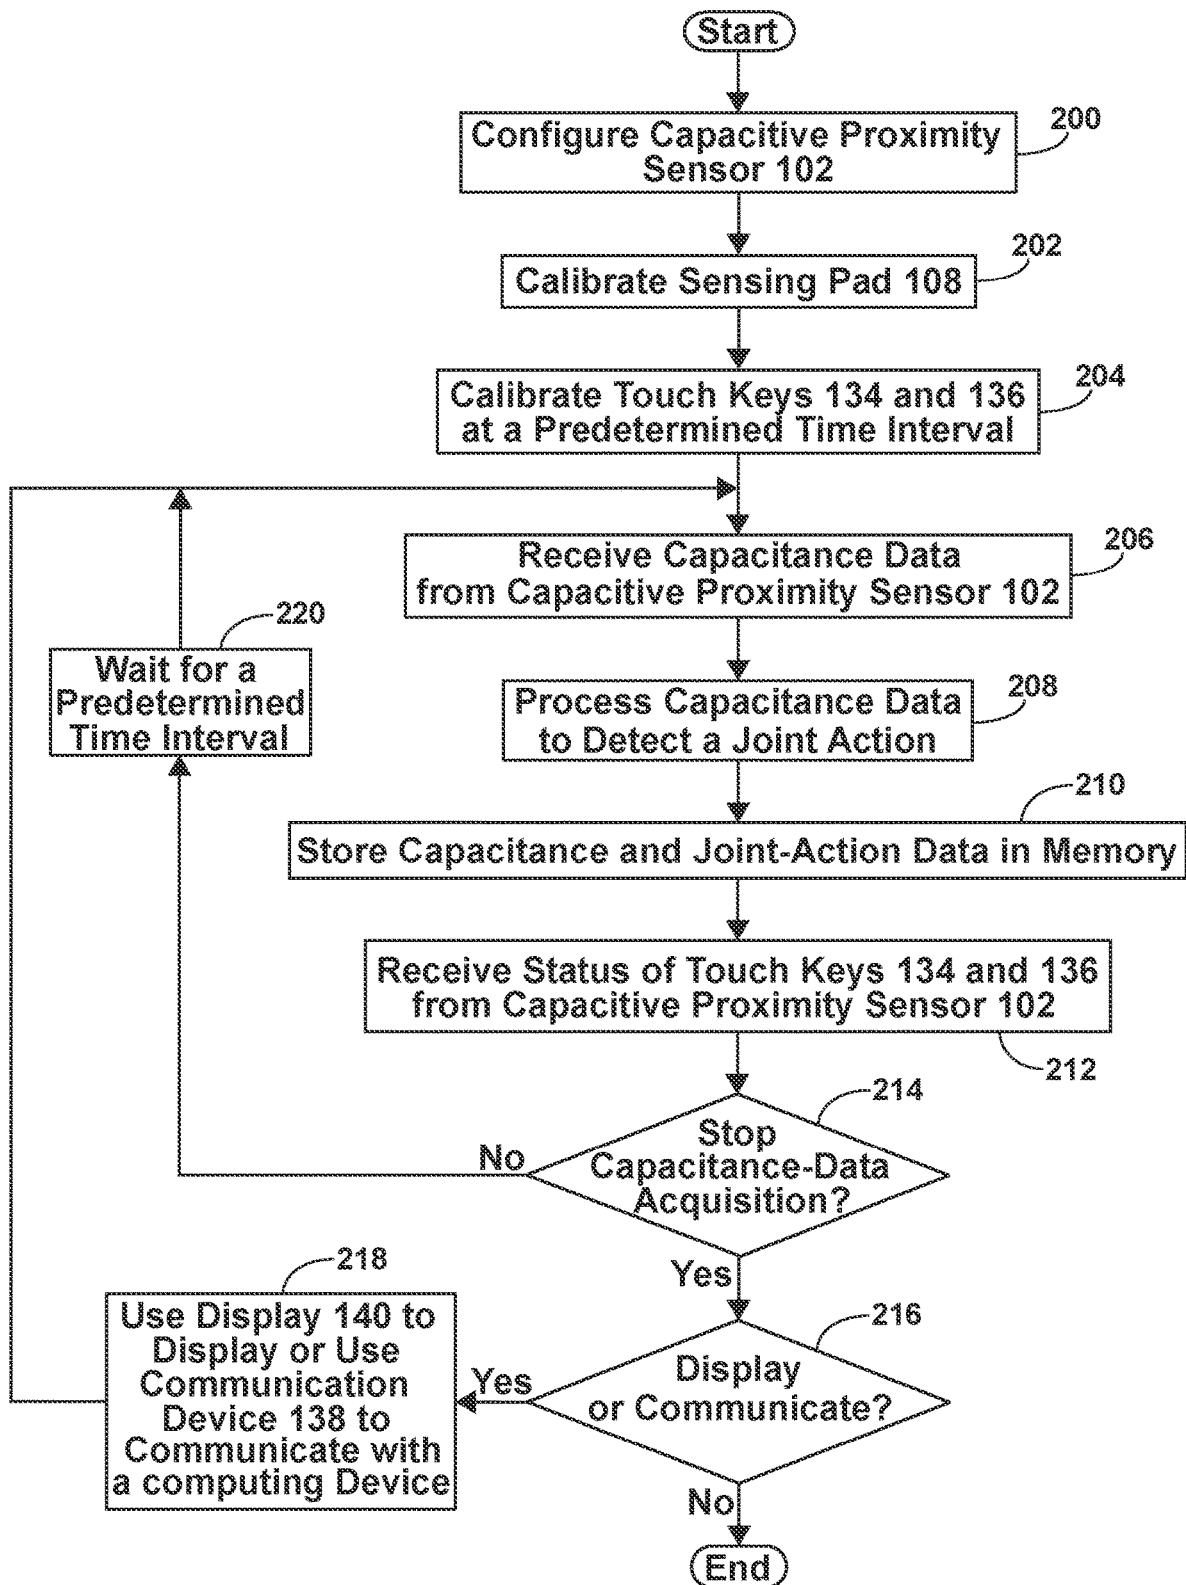 Start
Configure Capacitive Proximity
Sensor 102
200
Calibrate Sensing Pad 108
202
Calibrate Touch Keys 134 and 136
at a Predetermined Time Interval
204
Receive Capacitance Data
from Capacitive Proximity Sensor 102
206
Wait for a
Predetermined
Time Interval
220
Process Capacitance Data
to Detect a Joint Action
208
Store Capacitance and Joint-Action Data in Memory
210
Receive Status of Touch Keys 134 and 136
from Capacitive Proximity Sensor 102
212
Stop
Capacitance-Data
Acquisition?
214
No
Yes
Display
or Communicate?
216
Yes
Use Display 140 to
Display or Use
Communication
Device 138 to
Communicate with
a computing Device
218
No
End